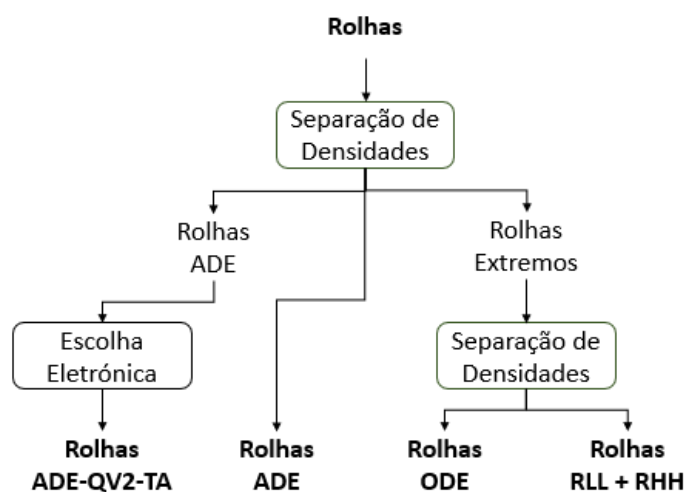 Rolhas
Separação de
Densidades
Rolhas
ADE
Rolhas
Extremos
Escolha
Eletrónica
Separação de
Densidades
Rolhas
ADE-QV2-TA
Rolhas
ADE
Rolhas
ODE
Rolhas
RLL + RHH